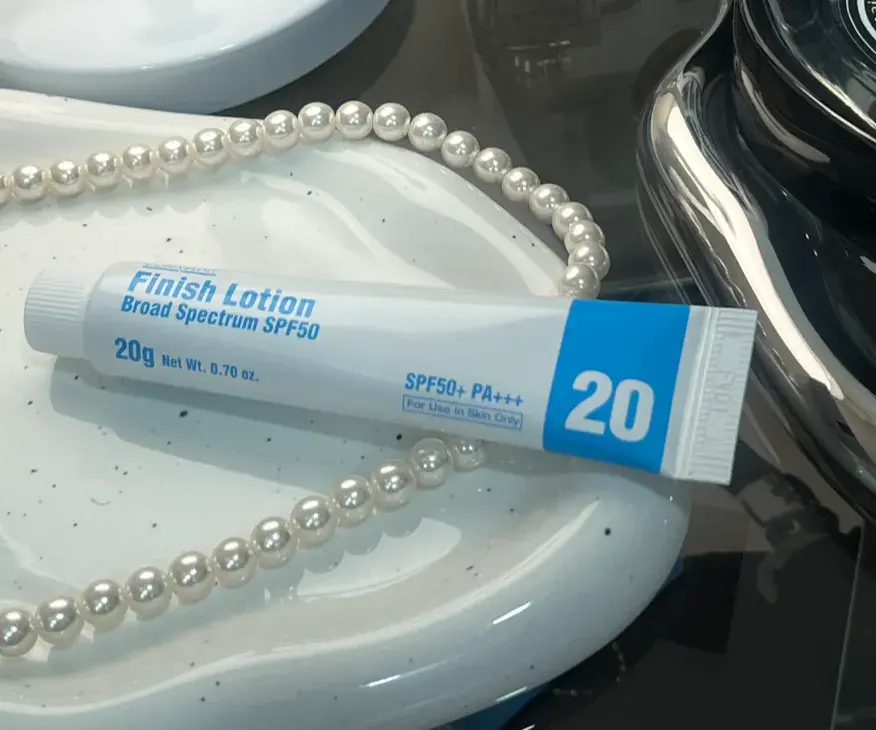 Finish Lotion
Broad Spectrum SPF50
20g Net Wt. 0.70 oz.
SPF50+ PA+++
For Use in Skin Only
20